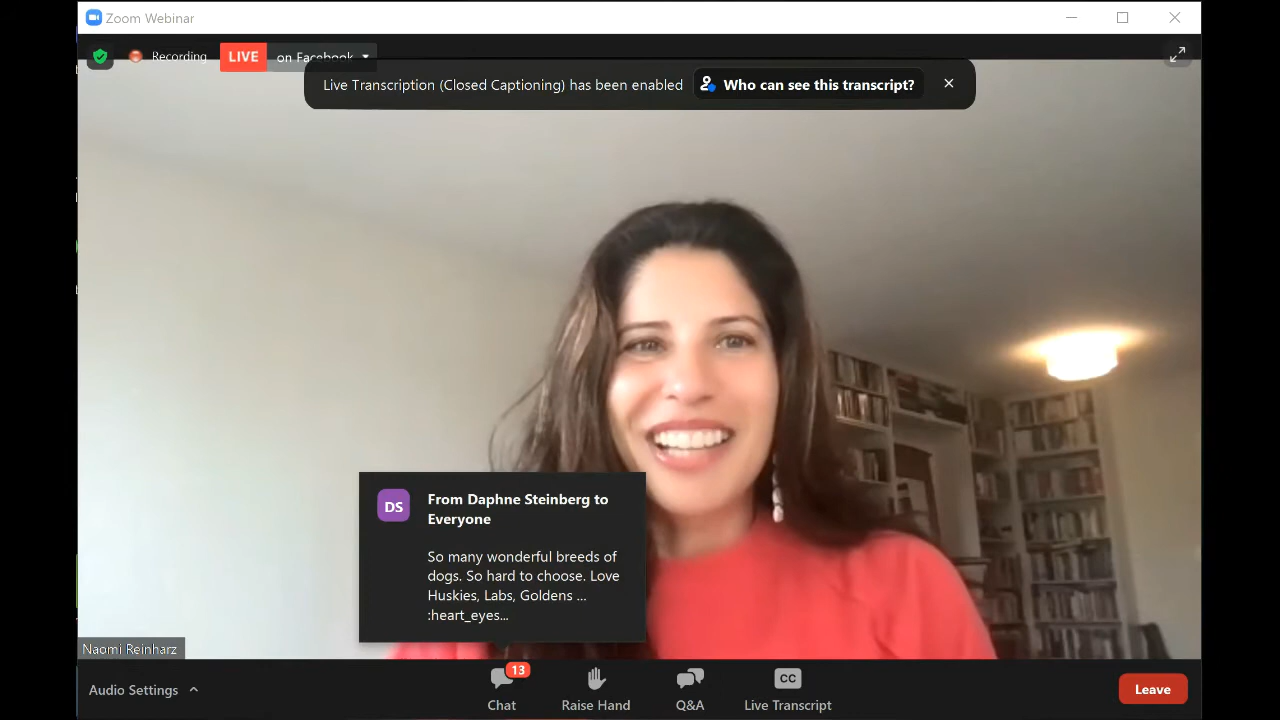 Zoom Webinar
Recording
LIVE
on Facebook
Live Transcription (Closed Captioning) has been enabled
Who can see this transcript?
DS
From Daphne Steinberg to
Everyone
So many wonderful breeds of
dogs. So hard to choose. Love
Huskies, Labs, Goldens ...
:heart_eyes...
Naomi Reinharz
Audio Settings
13
Chat
Raise Hand
Q&A
CC
Live Transcript
Leave